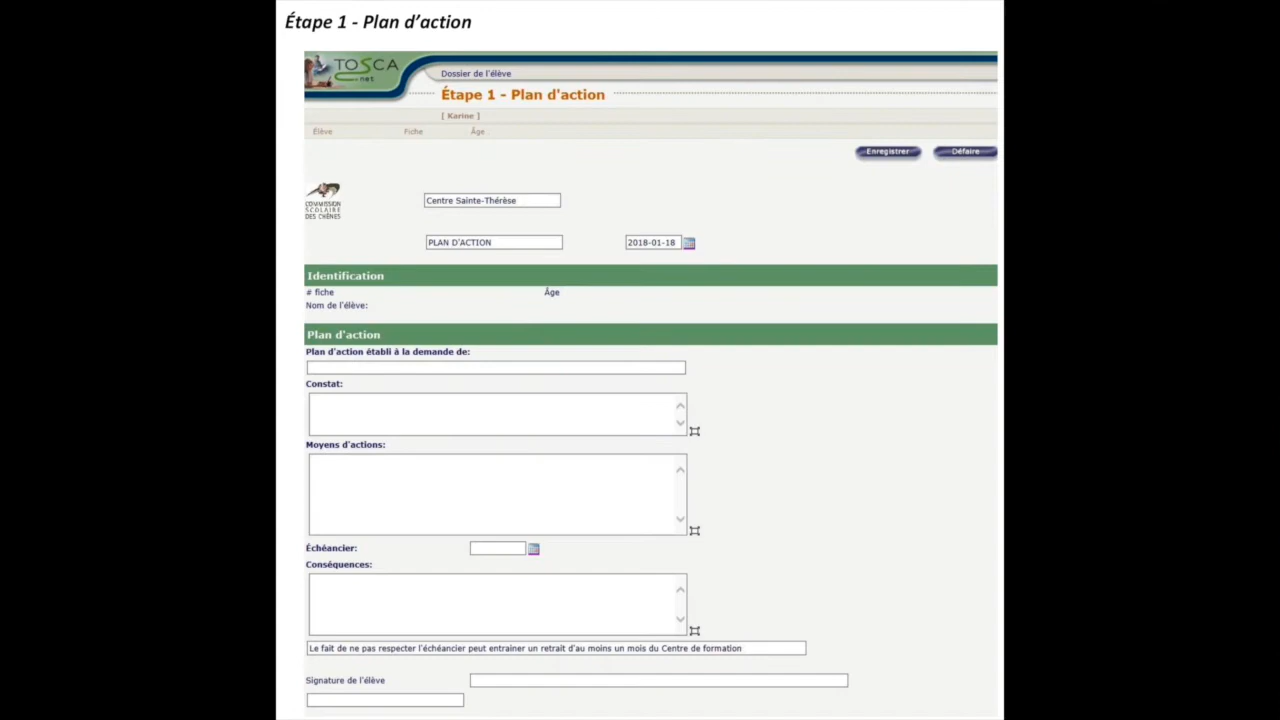 Étape 1 - Plan d’action
TOSCA
.net
Dossier de l'élève
Étape 1 - Plan d'action
[ Karine ]
Élève Fiche Âge
Enregistrer Défaire
COMMISSION
SCOLAIRE
DES CHÊNES
Centre Sainte-Thérèse
PLAN D'ACTION 2018-01-18
Identification
# fiche Âge
Nom de l'élève:
Plan d'action
Plan d'action établi à la demande de:
Constat:
Moyens d'actions:
Échéancier:
Conséquences:
Le fait de ne pas respecter l'échéancier peut entrainer un retrait d'au moins un mois du Centre de formation
Signature de l'élève